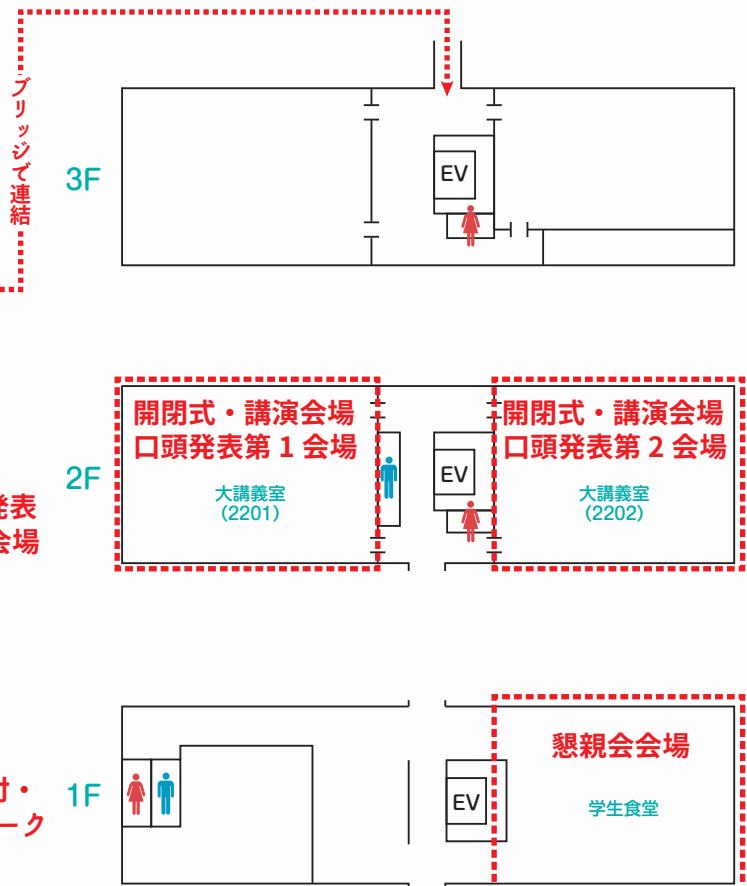 ブリッジで連結
3F
EV
開閉式・講演会場
口頭発表第1会場
大講義室
(2201)
開閉式・講演会場
口頭発表第2会場
大講義室
(2202)
2F
EV
発表
会場
懇親会会場
学生食堂
1F
EV
付・
ーク